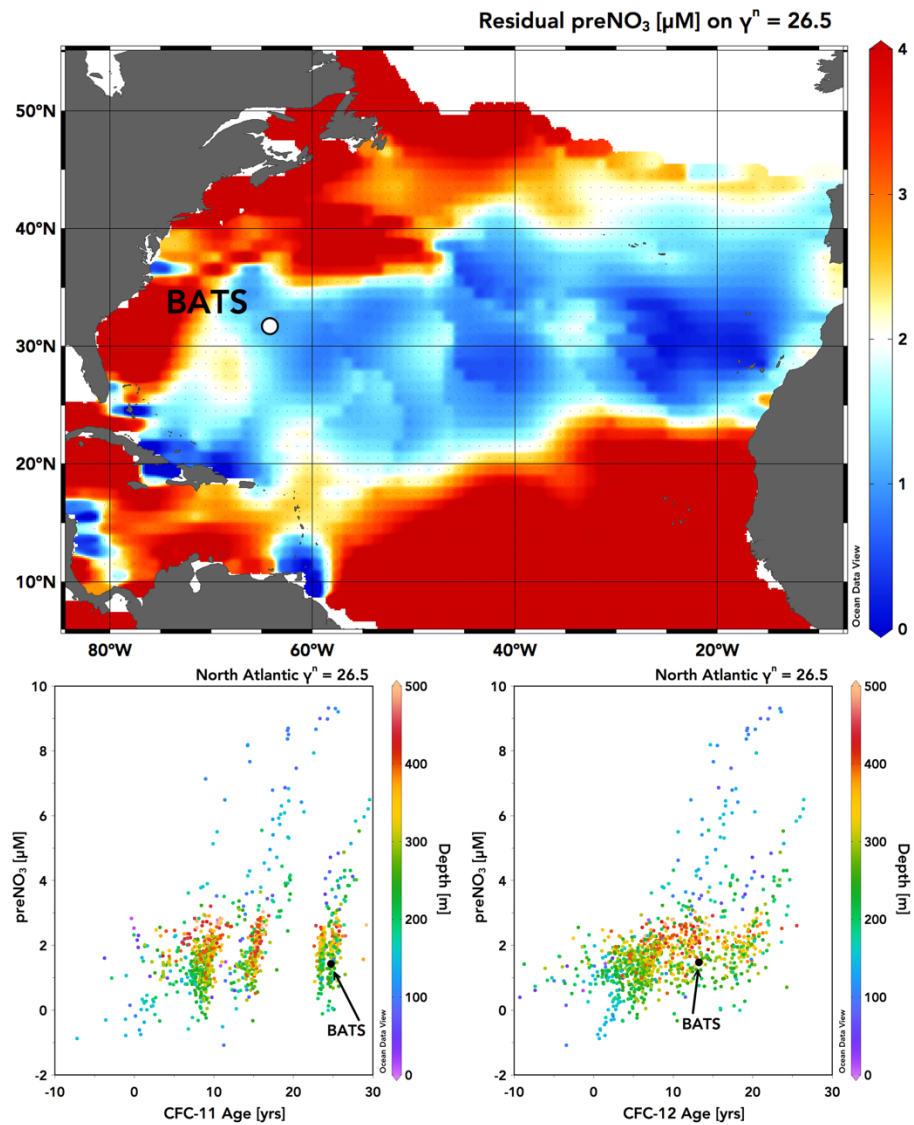 Residual preNO₃ [µM] on γⁿ = 26.5
50°N
40°N
30°N
20°N
10°N
80°W
60°W
40°W
20°W
BATS
4
3
2
1
0
Ocean Data View
North Atlantic γⁿ = 26.5
preNO₃ [µM]
10
8
6
4
2
0
-2
-10
0
10
20
30
CFC-11 Age [yrs]
BATS
Ocean Data View
500
400
300
200
100
0
Depth [m]
North Atlantic γⁿ = 26.5
preNO₃ [µM]
10
8
6
4
2
0
-2
-10
0
10
20
30
CFC-12 Age [yrs]
BATS
Ocean Data View
500
400
300
200
100
0
Depth [m]